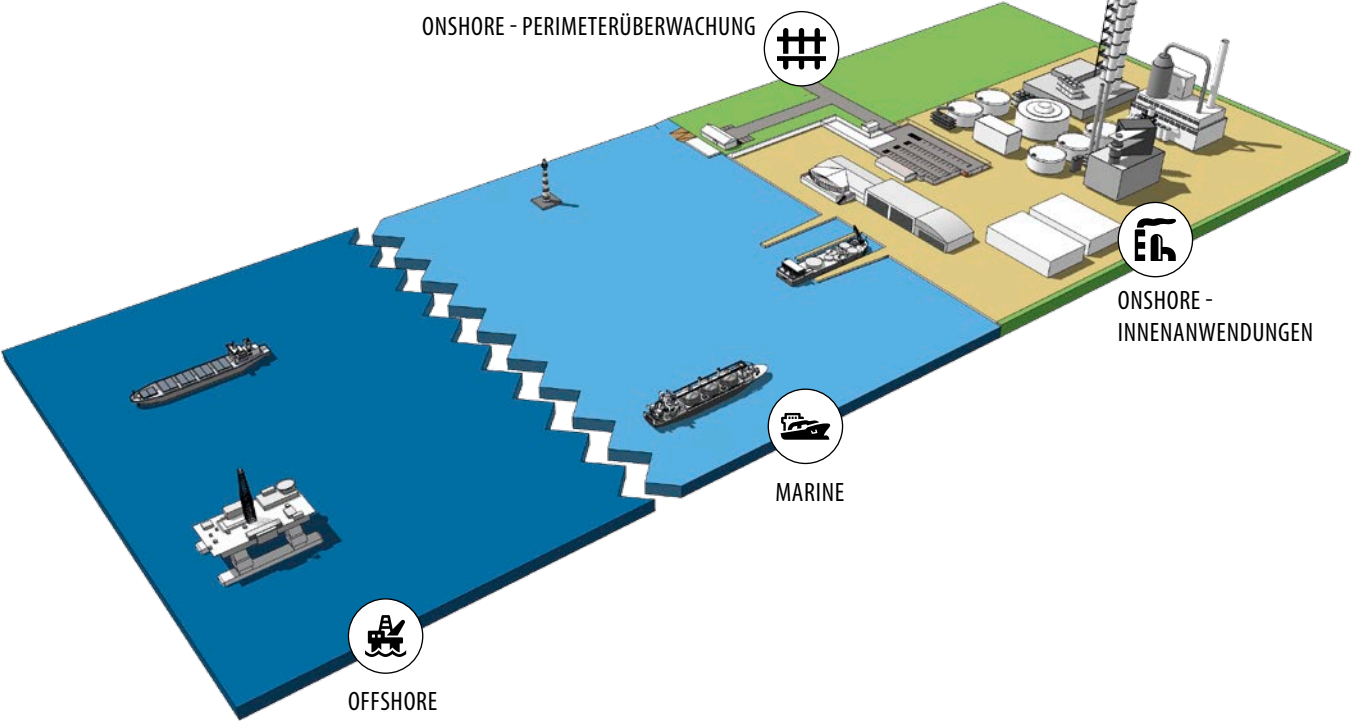 ONSHORE - PERIMETERÜBERWACHUNG
ONSHORE -
INNENANWENDUNGEN
MARINE
OFFSHORE